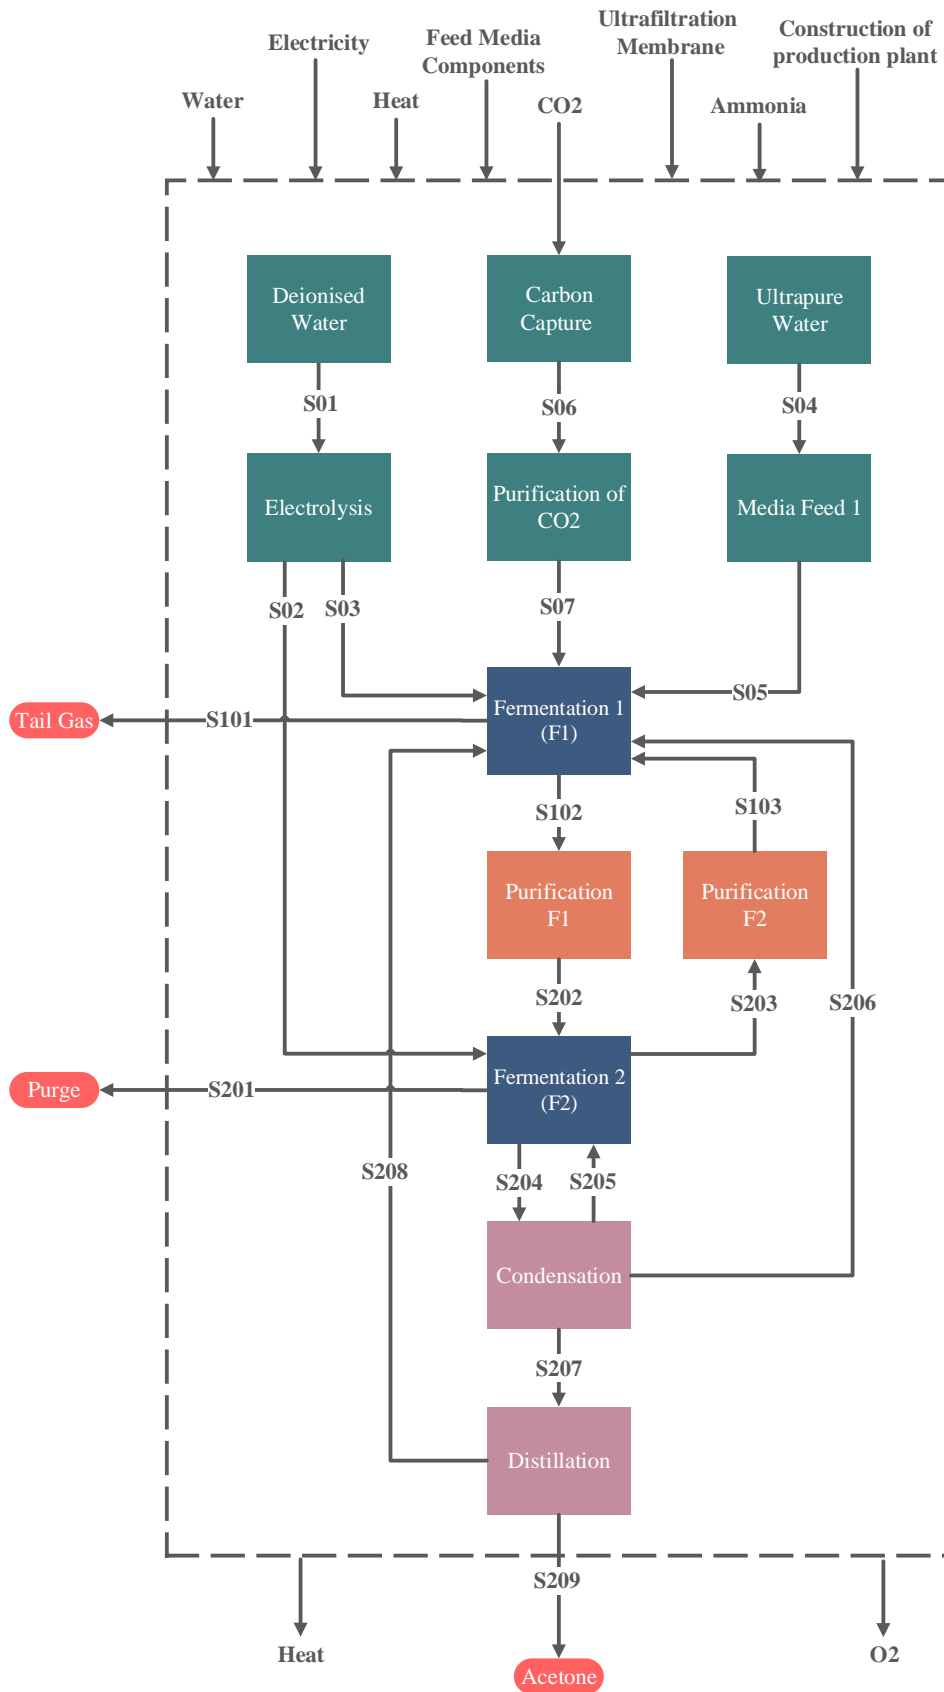 Electricity
Feed Media
Components
Ultrafiltration
Membrane
Construction of
production plant
Water
Heat
CO2
Ammonia
Deionised
Water
Carbon
Capture
Ultrapure
Water
S01
S06
S04
Electrolysis
Purification of
CO2
Media Feed 1
S02
S03
S07
S05
Tail Gas
S101
Fermentation 1
(F1)
S102
S103
Purification
F1
Purification
F2
S202
S203
S206
Purge
S201
Fermentation 2
(F2)
S208
S204
S205
Condensation
S207
Distillation
S209
Heat
Acetone
O2